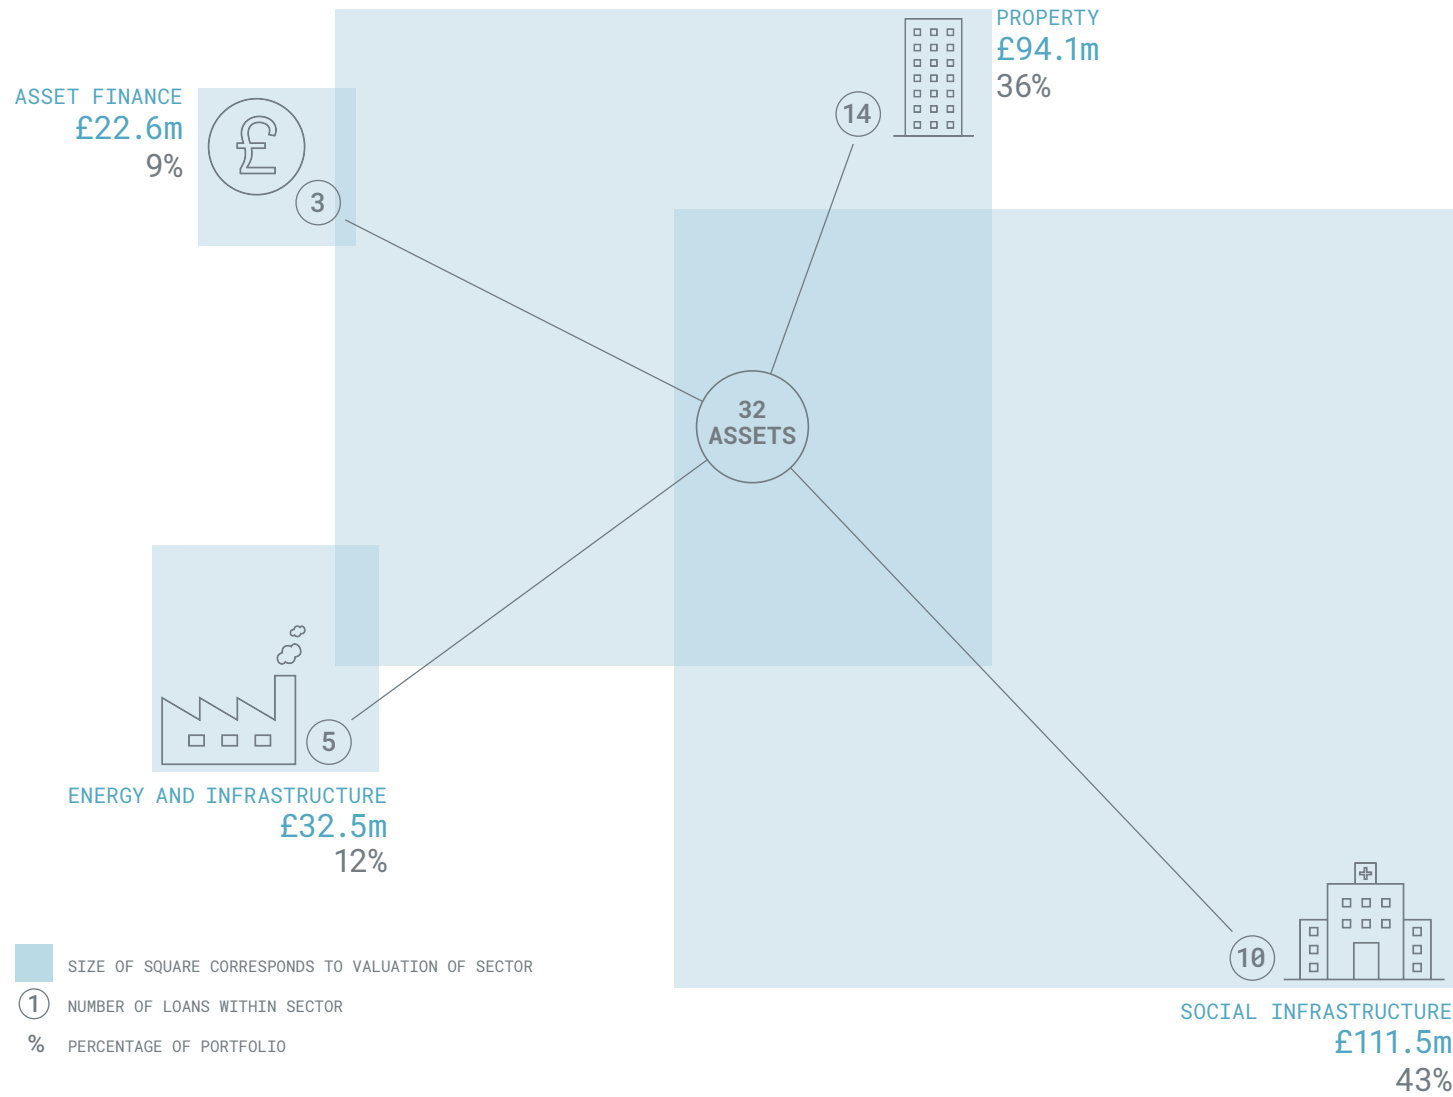 PROPERTY
£94.1m
36%
14
ASSET FINANCE
£22.6m
9%
£
3
32
ASSETS
5
ENERGY AND INFRASTRUCTURE
£32.5m
12%
10
SOCIAL INFRASTRUCTURE
£111.5m
43%
SIZE OF SQUARE CORRESPONDS TO VALUATION OF SECTOR
1 NUMBER OF LOANS WITHIN SECTOR
% PERCENTAGE OF PORTFOLIO